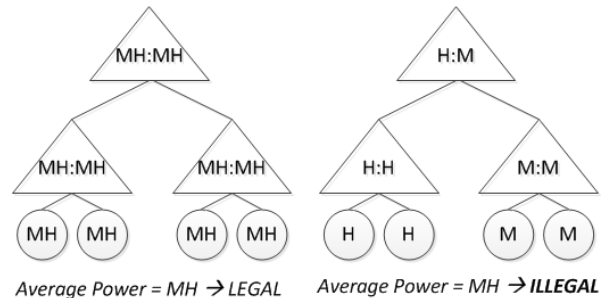 MH:MH H:M
MH:MH MH:MH H:H M:M
MH MH MH MH H H M M
Average Power = MH → LEGAL Average Power = MH → ILLEGAL